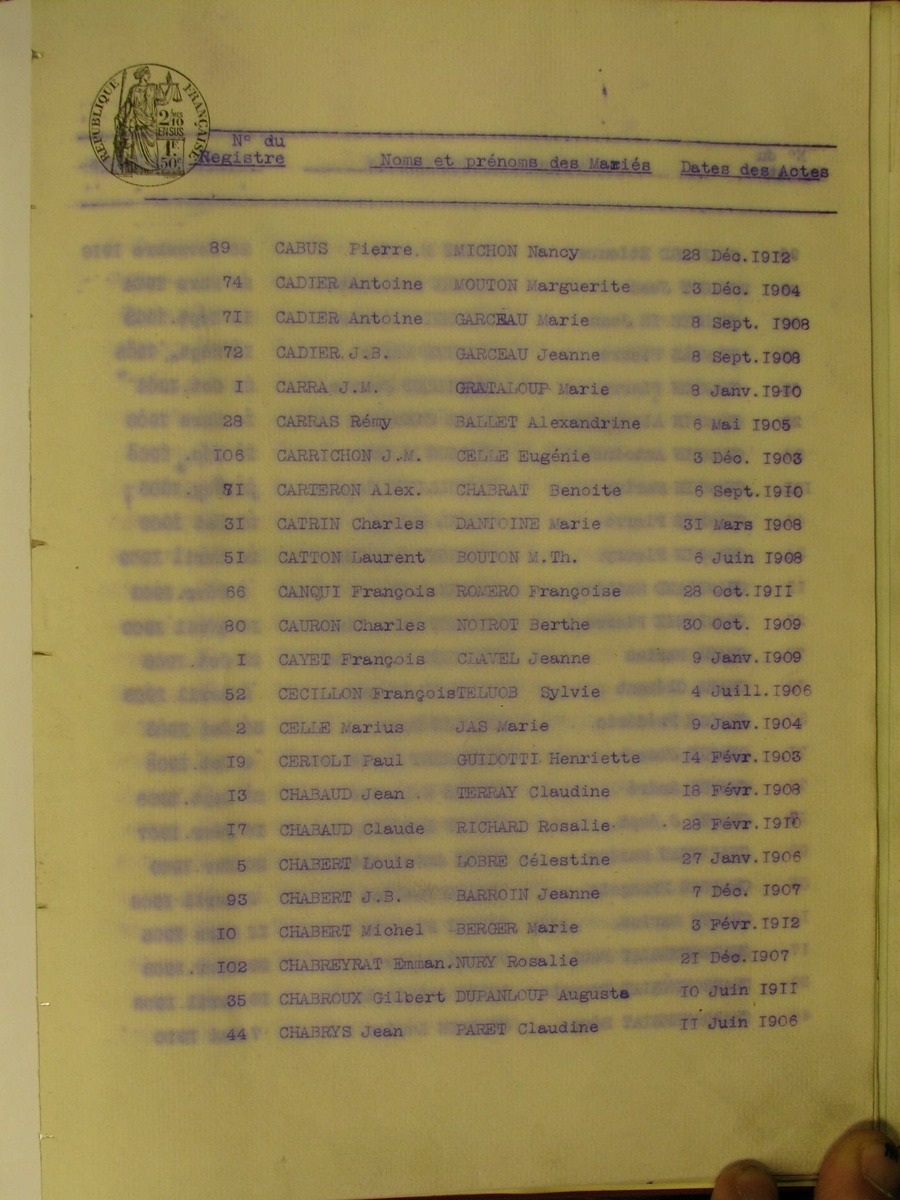 RÉPUBLIQUE FRANÇAISE
2 10
EN SUS
1F
50c
N° du
Registre Noms et prénoms des Mariés Dates des Actes
89 CABUS Pierre MICHON Nancy 28 Déc.I9I2
74 CADIER Antoine MOUTON Marguerite 3 Déc. I904
7I CADIER Antoine GARCEAU Marie 8 Sept. I908
72 CADIER J.B. GARCEAU Jeanne 8 Sept.I908
I CARRA J.M. GRATALOUP Marie 8 Janv.I9I0
28 CARRAS Rémy BALLET Alexandrine 6 Mai I905
I06 CARRICHON J.M. CELLE Eugénie 3 Déc. I903
CARTERON Alex. CHABRAT Benoite 6 Sept.I9I0
3I CATRIN Charles DANTOINE Marie 3I Mars I908
5I CATTON Laurent BOUTON M.Th. 6 Juin I908
66 CANQUI François ROMERO Françoise 28 Oct.I9II
80 CAURON Charles NOIROT Berthe 30 Oct. I909
I CAYET François CLAVEL Jeanne 9 Janv.I909
52 CECILLON François TELUOB Sylvie 4 Juill.I906
2 CELLE Marius JAS Marie 9 Janv.I904
I9 CERIOLI Paul GUIDOTTI Henriette I4 Févr.I903
I3 CHABAUD Jean TERRAY Claudine I8 Févr.I908
I7 CHABAUD Claude RICHARD Rosalie 28 Févr.I9I0
5 CHABERT Louis LOBRE Célestine 27 Janv.I906
93 CHABERT J.B. BARROIN Jeanne 7 Déc. I907
I0 CHABERT Michel BERGER Marie 3 Févr.I9I2
I02 CHABREYRAT Emman. NURY Rosalie 2I Déc.I907
35 CHABROUX Gilbert DUPANLOUP Augusta I0 Juin I9II
44 CHABRYS Jean PARET Claudine II Juin I906